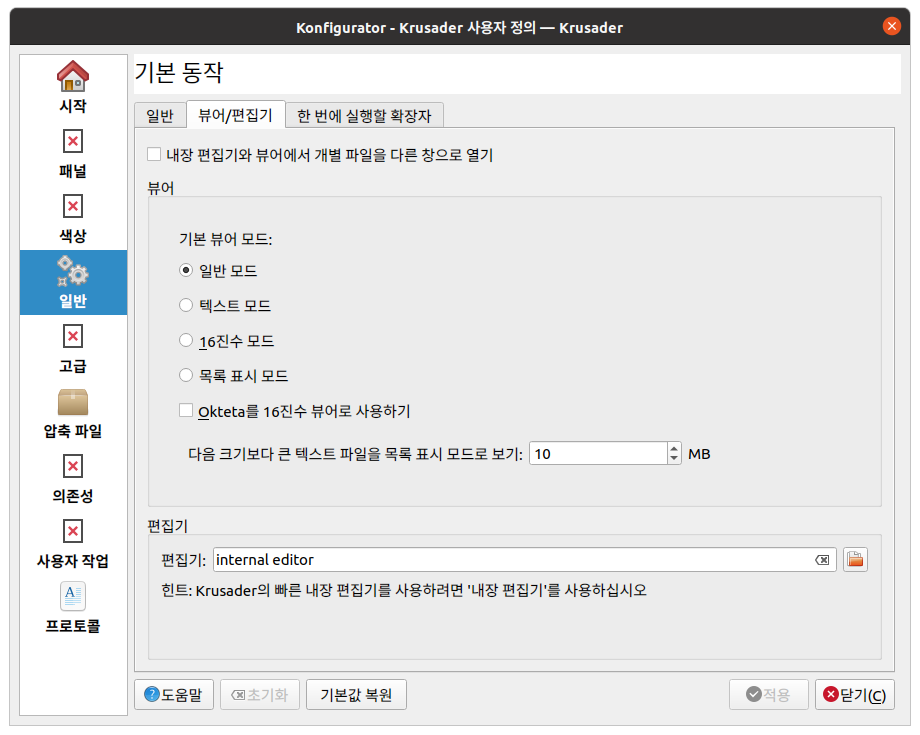 Konfigurator - Krusader 사용자 정의 — Krusader
시작
패널
색상
일반
고급
압축 파일
의존성
사용자 작업
프로토콜
기본 동작
일반 뷰어/편집기 한 번에 실행할 확장자
내장 편집기와 뷰어에서 개별 파일을 다른 창으로 열기
뷰어
기본 뷰어 모드:
일반 모드
텍스트 모드
16진수 모드
목록 표시 모드
Okteta를 16진수 뷰어로 사용하기
다음 크기보다 큰 텍스트 파일을 목록 표시 모드로 보기: 10 MB
편집기
편집기: internal editor
힌트: Krusader의 빠른 내장 편집기를 사용하려면 '내장 편집기'를 사용하십시오
도움말 초기화 기본값 복원 적용 닫기(C)